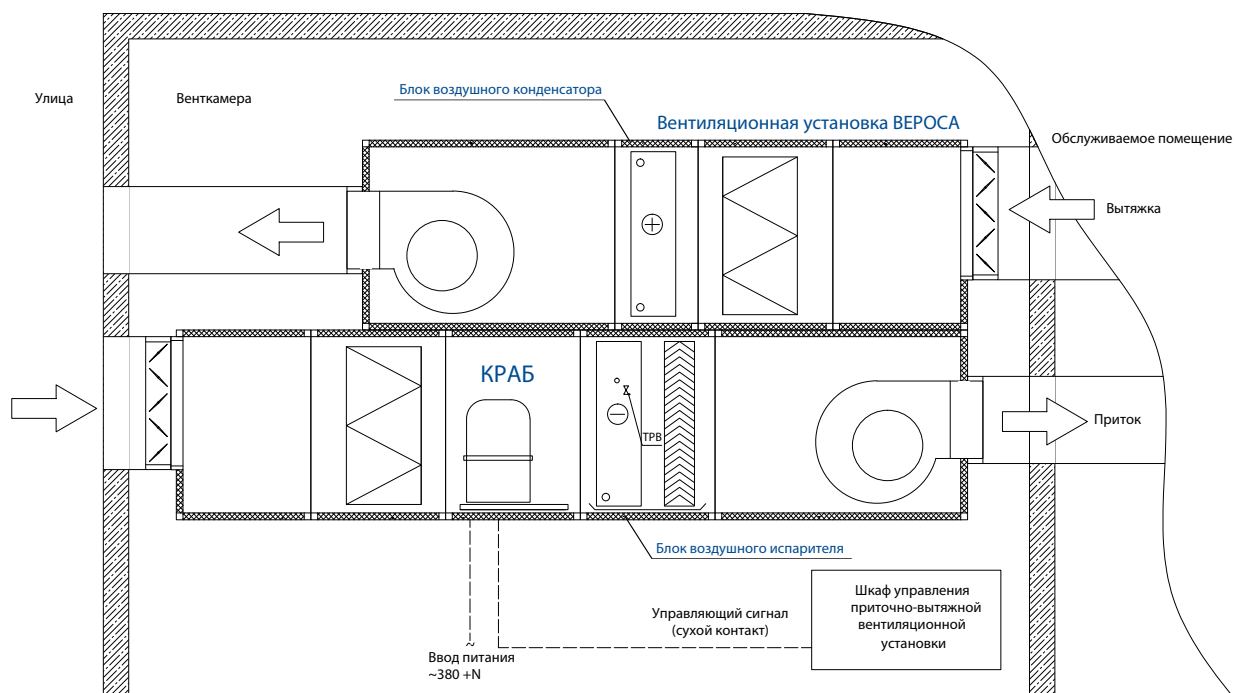 Блок воздушного конденсатора
Улица
Венткамера
Вентиляционная установка ВЕРОСА
Обслуживаемое помещение
Вытяжка
КРАБ
ТРВ
Приток
Блок воздушного испарителя
Управляющий сигнал
(сухой контакт)
Шкаф управления
приточно-вытяжной
вентиляционной
установки
~
Ввод питания
~380 +N